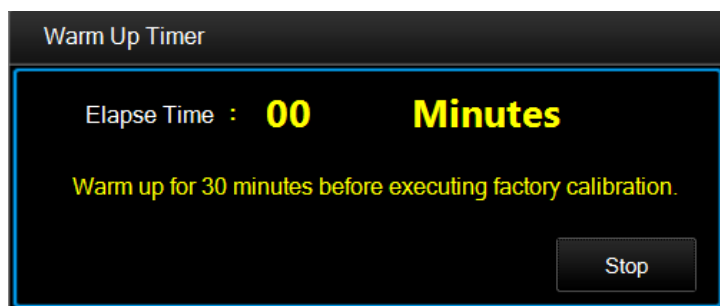 Warm Up Timer
Elapse Time : 00 Minutes
Warm up for 30 minutes before executing factory calibration.
Stop